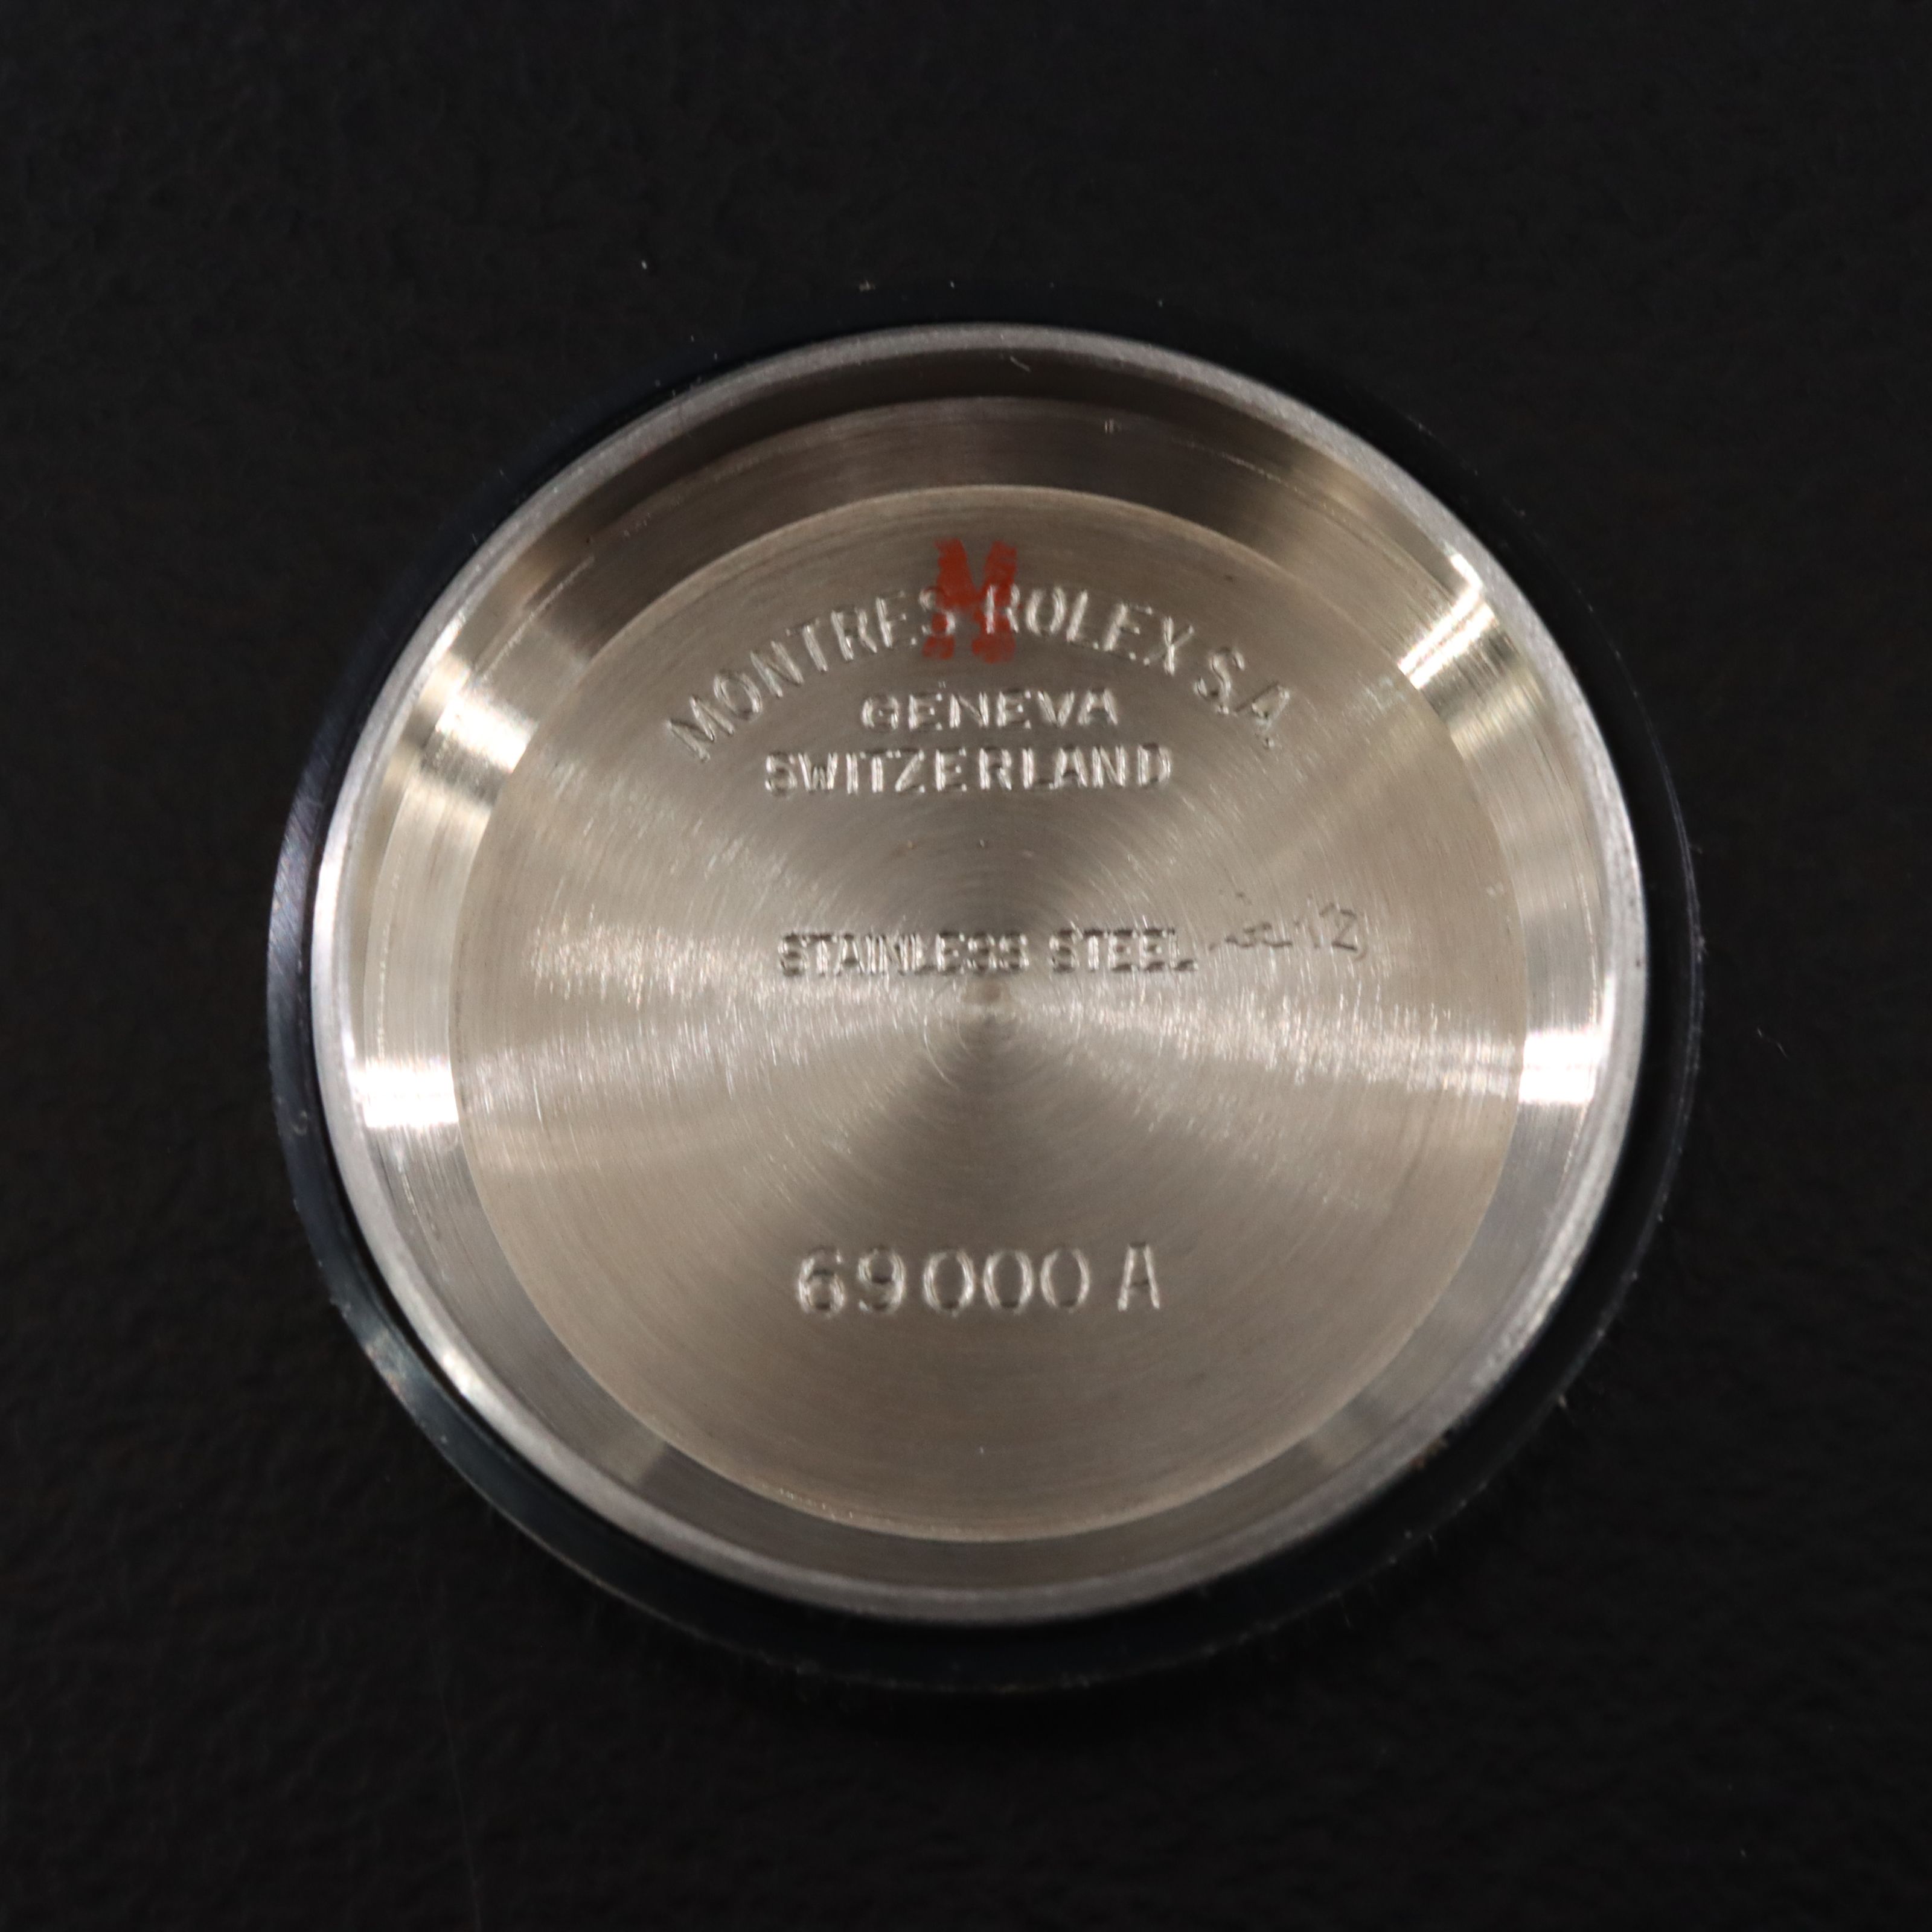 M
MONTRES ROLEX S.A.
GENEVA
SWITZERLAND
STAINLESS STEEL
69000 A